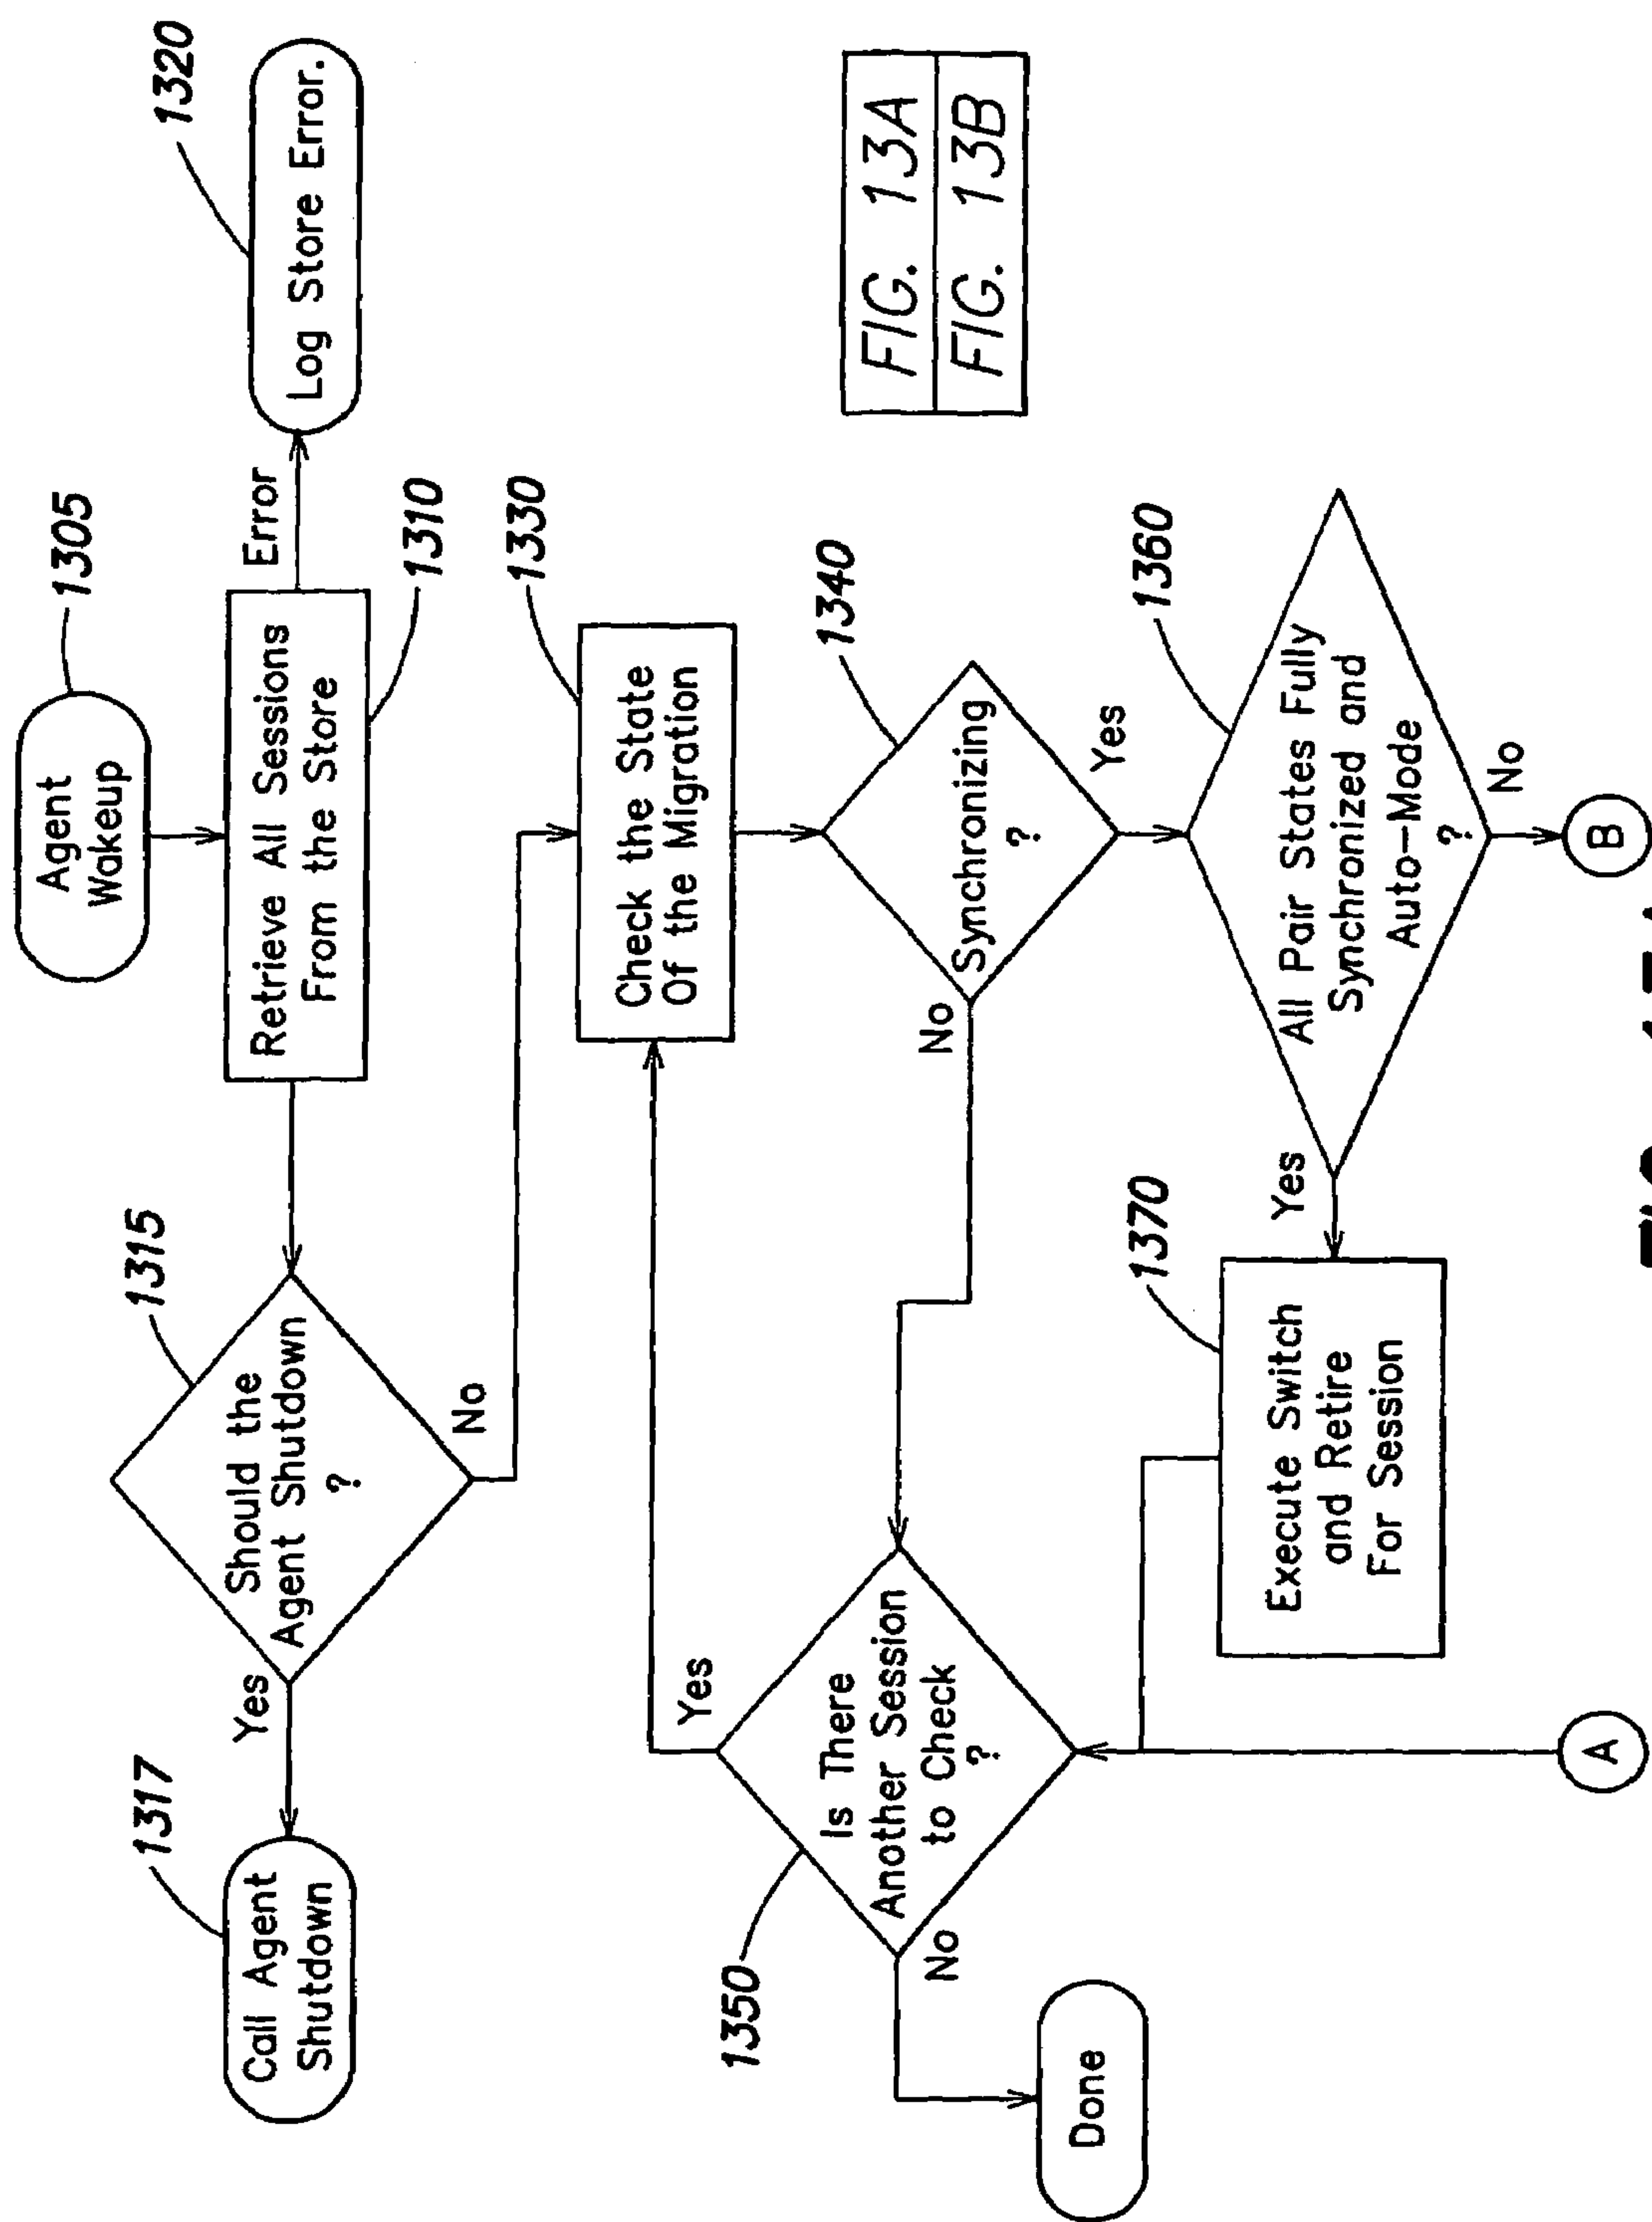 1305
Agent
Wakeup
1320
Log Store Error.
Error
Retrieve All Sessions
From the Store
1310
1315
Should the
Agent Shutdown
?
Yes
No
1317
Call Agent
Shutdown
1330
Check the State
Of the Migration
1340
Synchronizing
?
No
Yes
1350
Is There
Another Session
to Check
?
Yes
No
Done
1360
All Pair States Fully
Synchronized and
Auto-Mode
?
Yes
No
1370
Execute Switch
and Retire
For Session
A
B
FIG. 13A
FIG. 13B